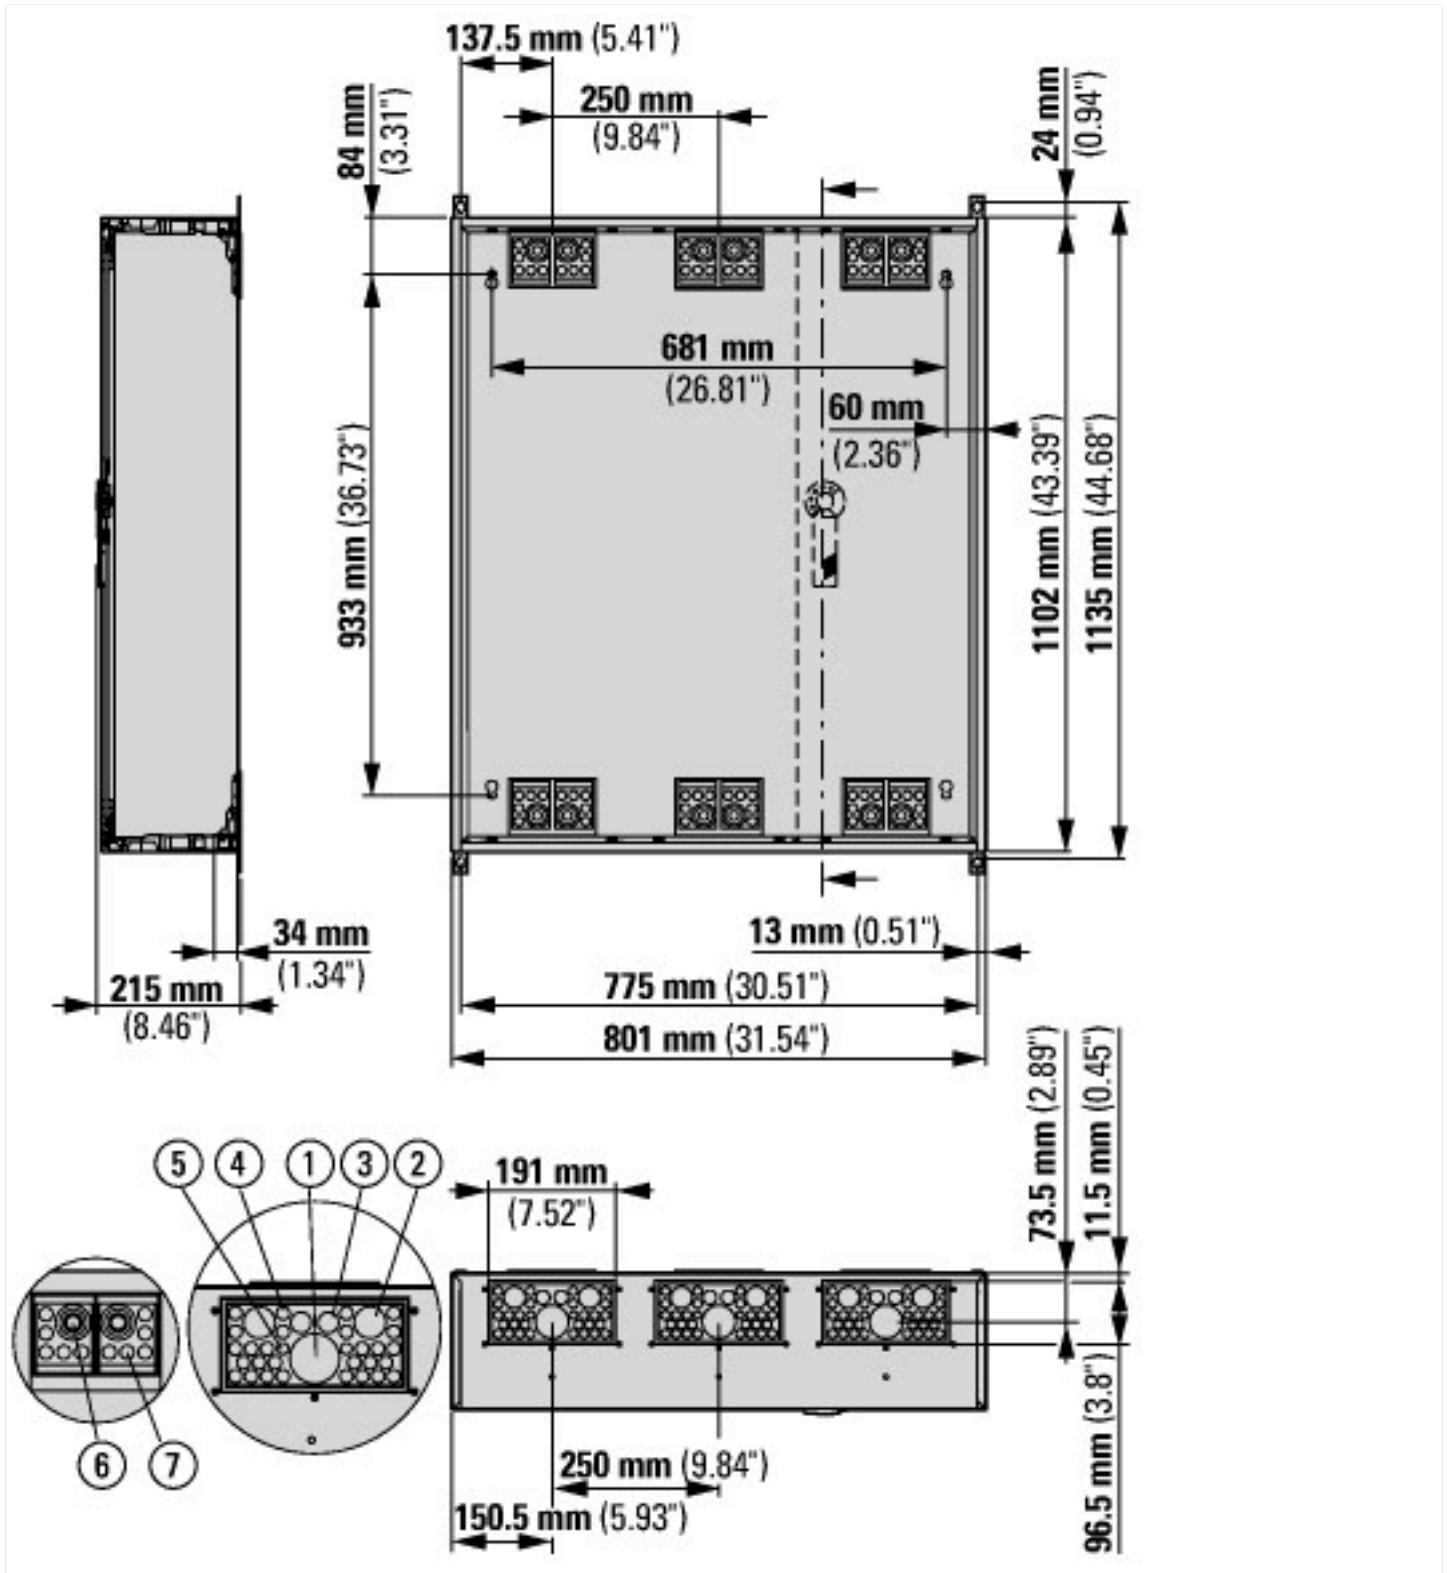 137.5 mm (5.41")
250 mm
(9.84")
84 mm
(3.31")
24 mm
(0.94")
681 mm
(26.81")
60 mm
(2.36")
933 mm (36.73")
1102 mm (43.39")
1135 mm (44.68")
34 mm
(1.34")
215 mm
(8.46")
13 mm (0.51")
775 mm (30.51")
801 mm (31.54")
73.5 mm (2.89")
11.5 mm (0.45")
5 4 1 3 2
191 mm
(7.52")
6 7
250 mm (9.84")
150.5 mm (5.93")
96.5 mm (3.8")